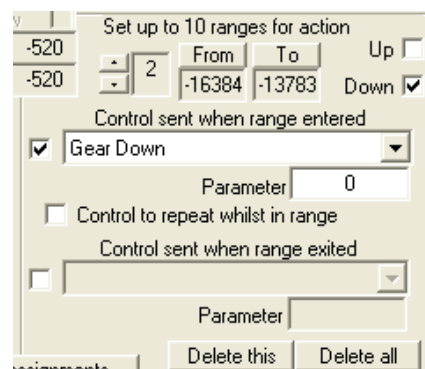 Set up to 10 ranges for action
-520 From To Up
-520 2 -16384 -13783 Down
Control sent when range entered
Gear Down
Parameter 0
Control to repeat whilst in range
Control sent when range exited
Parameter
Delete this Delete all